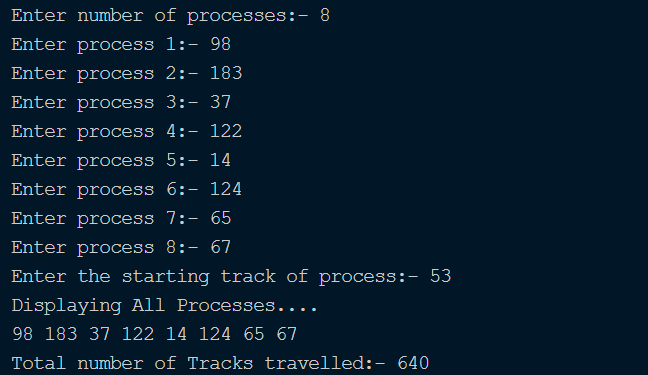 Enter number of processes:- 8
Enter process 1:- 98
Enter process 2:- 183
Enter process 3:- 37
Enter process 4:- 122
Enter process 5:- 14
Enter process 6:- 124
Enter process 7:- 65
Enter process 8:- 67
Enter the starting track of process:- 53
Displaying All Processes....
98 183 37 122 14 124 65 67
Total number of Tracks travelled:- 640